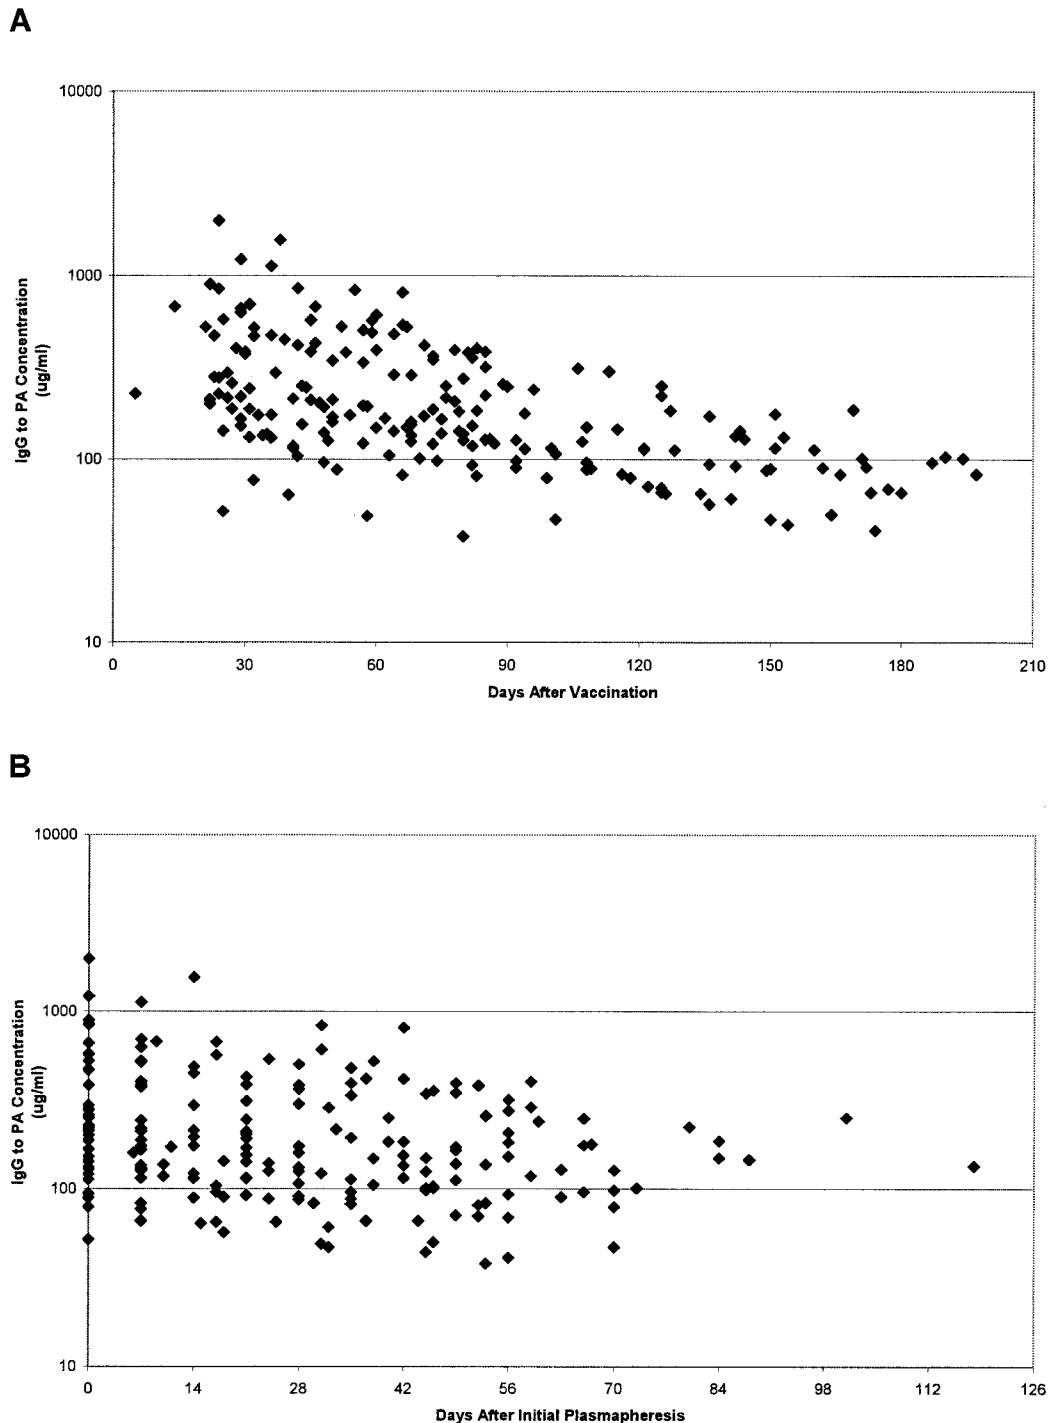 A
10000
1000
100
10
IgG to PA Concentration
(ug/ml)
0 30 60 90 120 150 180 210
Days After Vaccination
B
10000
1000
100
10
IgG to PA Concentration
(ug/ml)
0 14 28 42 56 70 84 98 112 126
Days After Initial Plasmapheresis